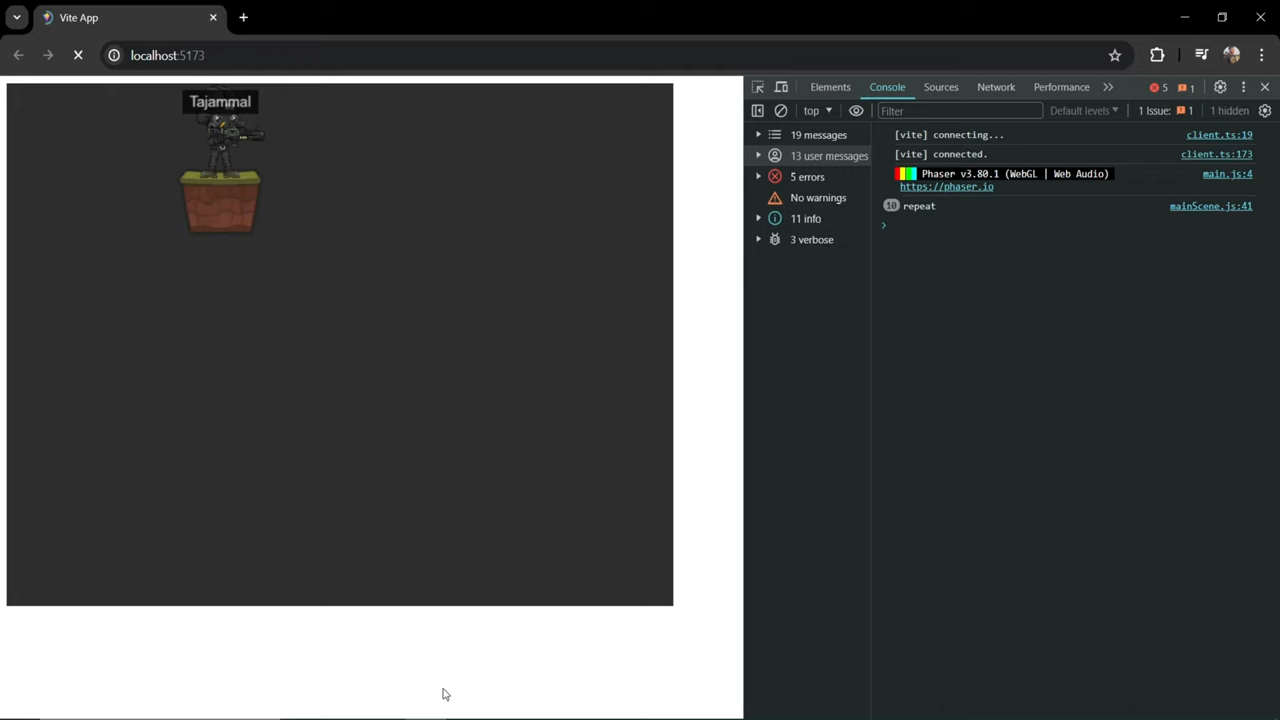 Vite App
localhost:5173
Tajammal
Elements
Console
Sources
Network
Performance
5
1
top
Filter
Default levels
1 Issue:
1
1 hidden
19 messages
13 user messages
5 errors
No warnings
11 info
3 verbose
[vite] connecting...
client.ts:19
[vite] connected.
client.ts:173
Phaser v3.80.1 (WebGL | Web Audio)
main.js:4
https://phaser.io
10 repeat
mainScene.js:41